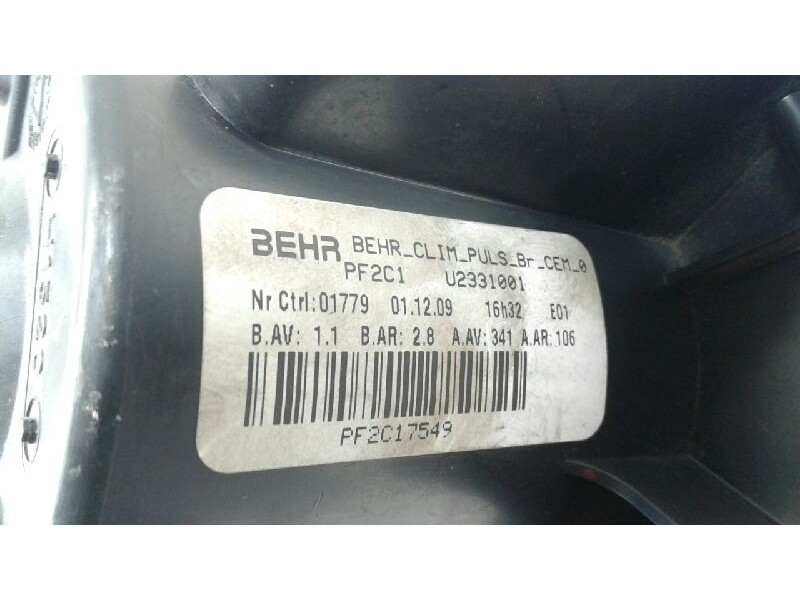 BEHR BEHR_CLIM_PULS_Br_CEM_0
PF2C1 U2331001
Nr Ctrl:01779 01.12.09 16h32 E01
B.AV: 1.1 B.AR: 2.8 A.AV: 341 A.AR: 106
PF2C17549